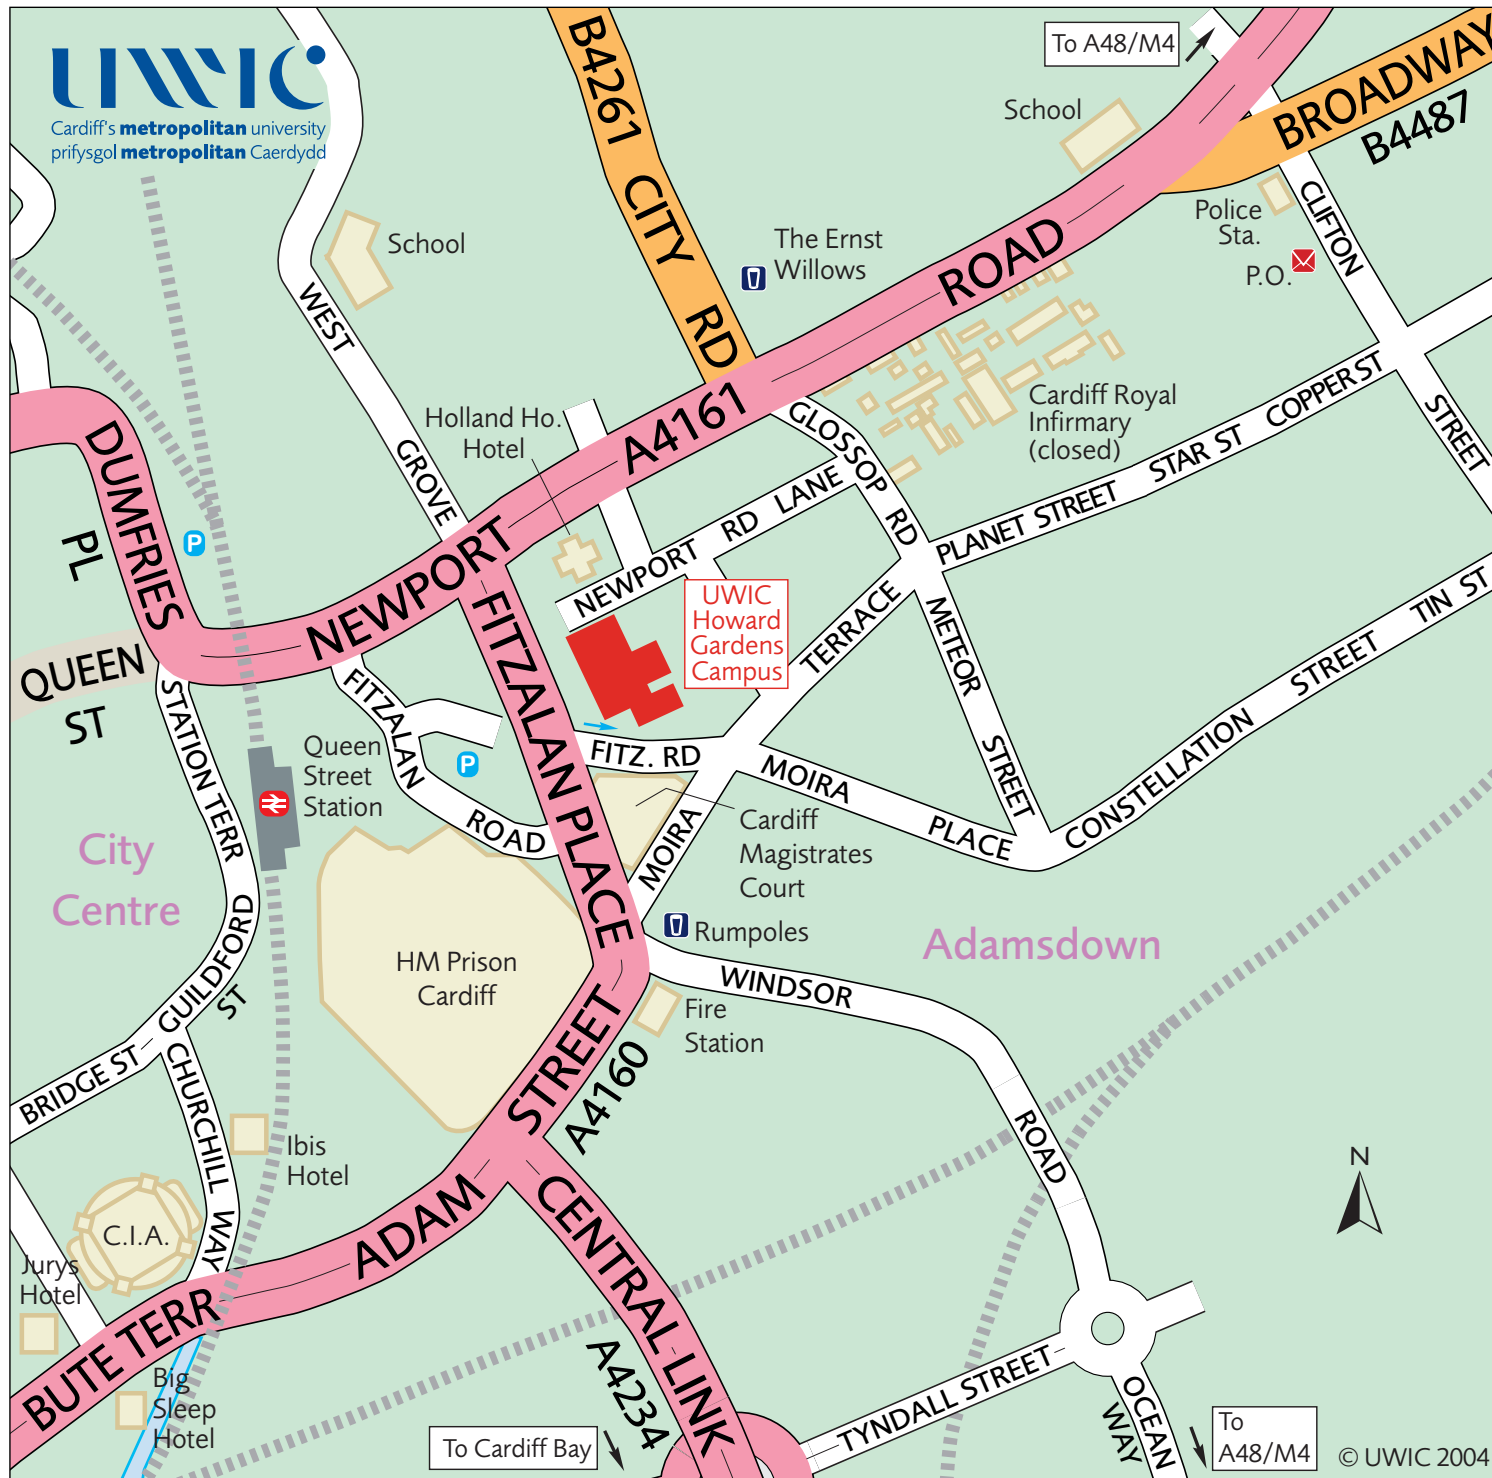 UWIC
Cardiff's metropolitan university
prifysgol metropolitan Caerdydd
To A48/M4
B4261 CITY RD
BROADWAY
B4487
School
School
Police
Sta.
P.O.
CLIFTON
STREET
The Ernst
Willows
WEST
GROVE
NEWPORT
A4161
ROAD
Holland Ho.
Hotel
Cardiff Royal
Infirmary
(closed)
GLOSSOP RD
NEWPORT RD LANE
PLANET STREET
STAR ST
COPPER ST
DUMFRIES
PL
P
QUEEN
ST
UWIC
Howard
Gardens
Campus
FITZALAN PLACE
TERRACE
METEOR
STREET
CONSTELLATION STREET
TIN ST
STATION TERR
FITZALAN
ROAD
P
Queen
Street
Station
FITZ. RD
MOIRA
MOIRA
PLACE
Cardiff
Magistrates
Court
City
Centre
Adamsdown
Rumpoles
HM Prison
Cardiff
WINDSOR
ROAD
Fire
Station
GUILDFORD
ST
BRIDGE ST
CHURCHILL WAY
STREET
A4160
ADAM
Ibis
Hotel
C.I.A.
Jurys
Hotel
BUTE TERR
Big
Sleep
Hotel
CENTRAL LINK
A4234
N
TYNDALL STREET
OCEAN
WAY
To Cardiff Bay
To
A48/M4
© UWIC 2004